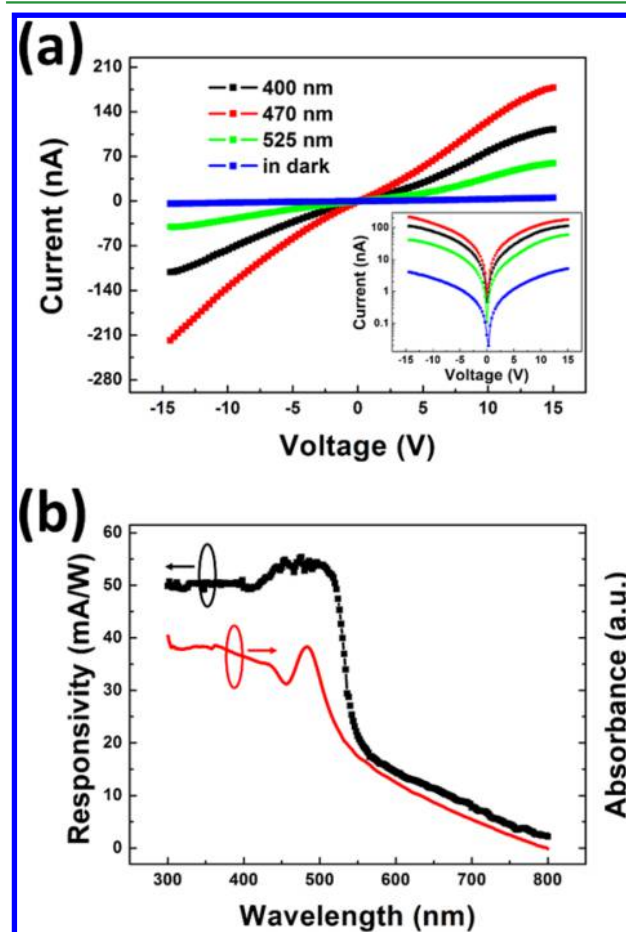 (a)
210
140
70
0
-70
-140
-210
-280
Current (nA)
400 nm
470 nm
525 nm
in dark
100
10
1
0.1
Current (nA)
-15 -10 -5 0 5 10 15
Voltage (V)
-15 -10 -5 0 5 10 15
Voltage (V)
(b)
60
50
40
30
20
10
0
Responsivity (mA/W)
Absorbance (a.u.)
300 400 500 600 700 800
Wavelength (nm)